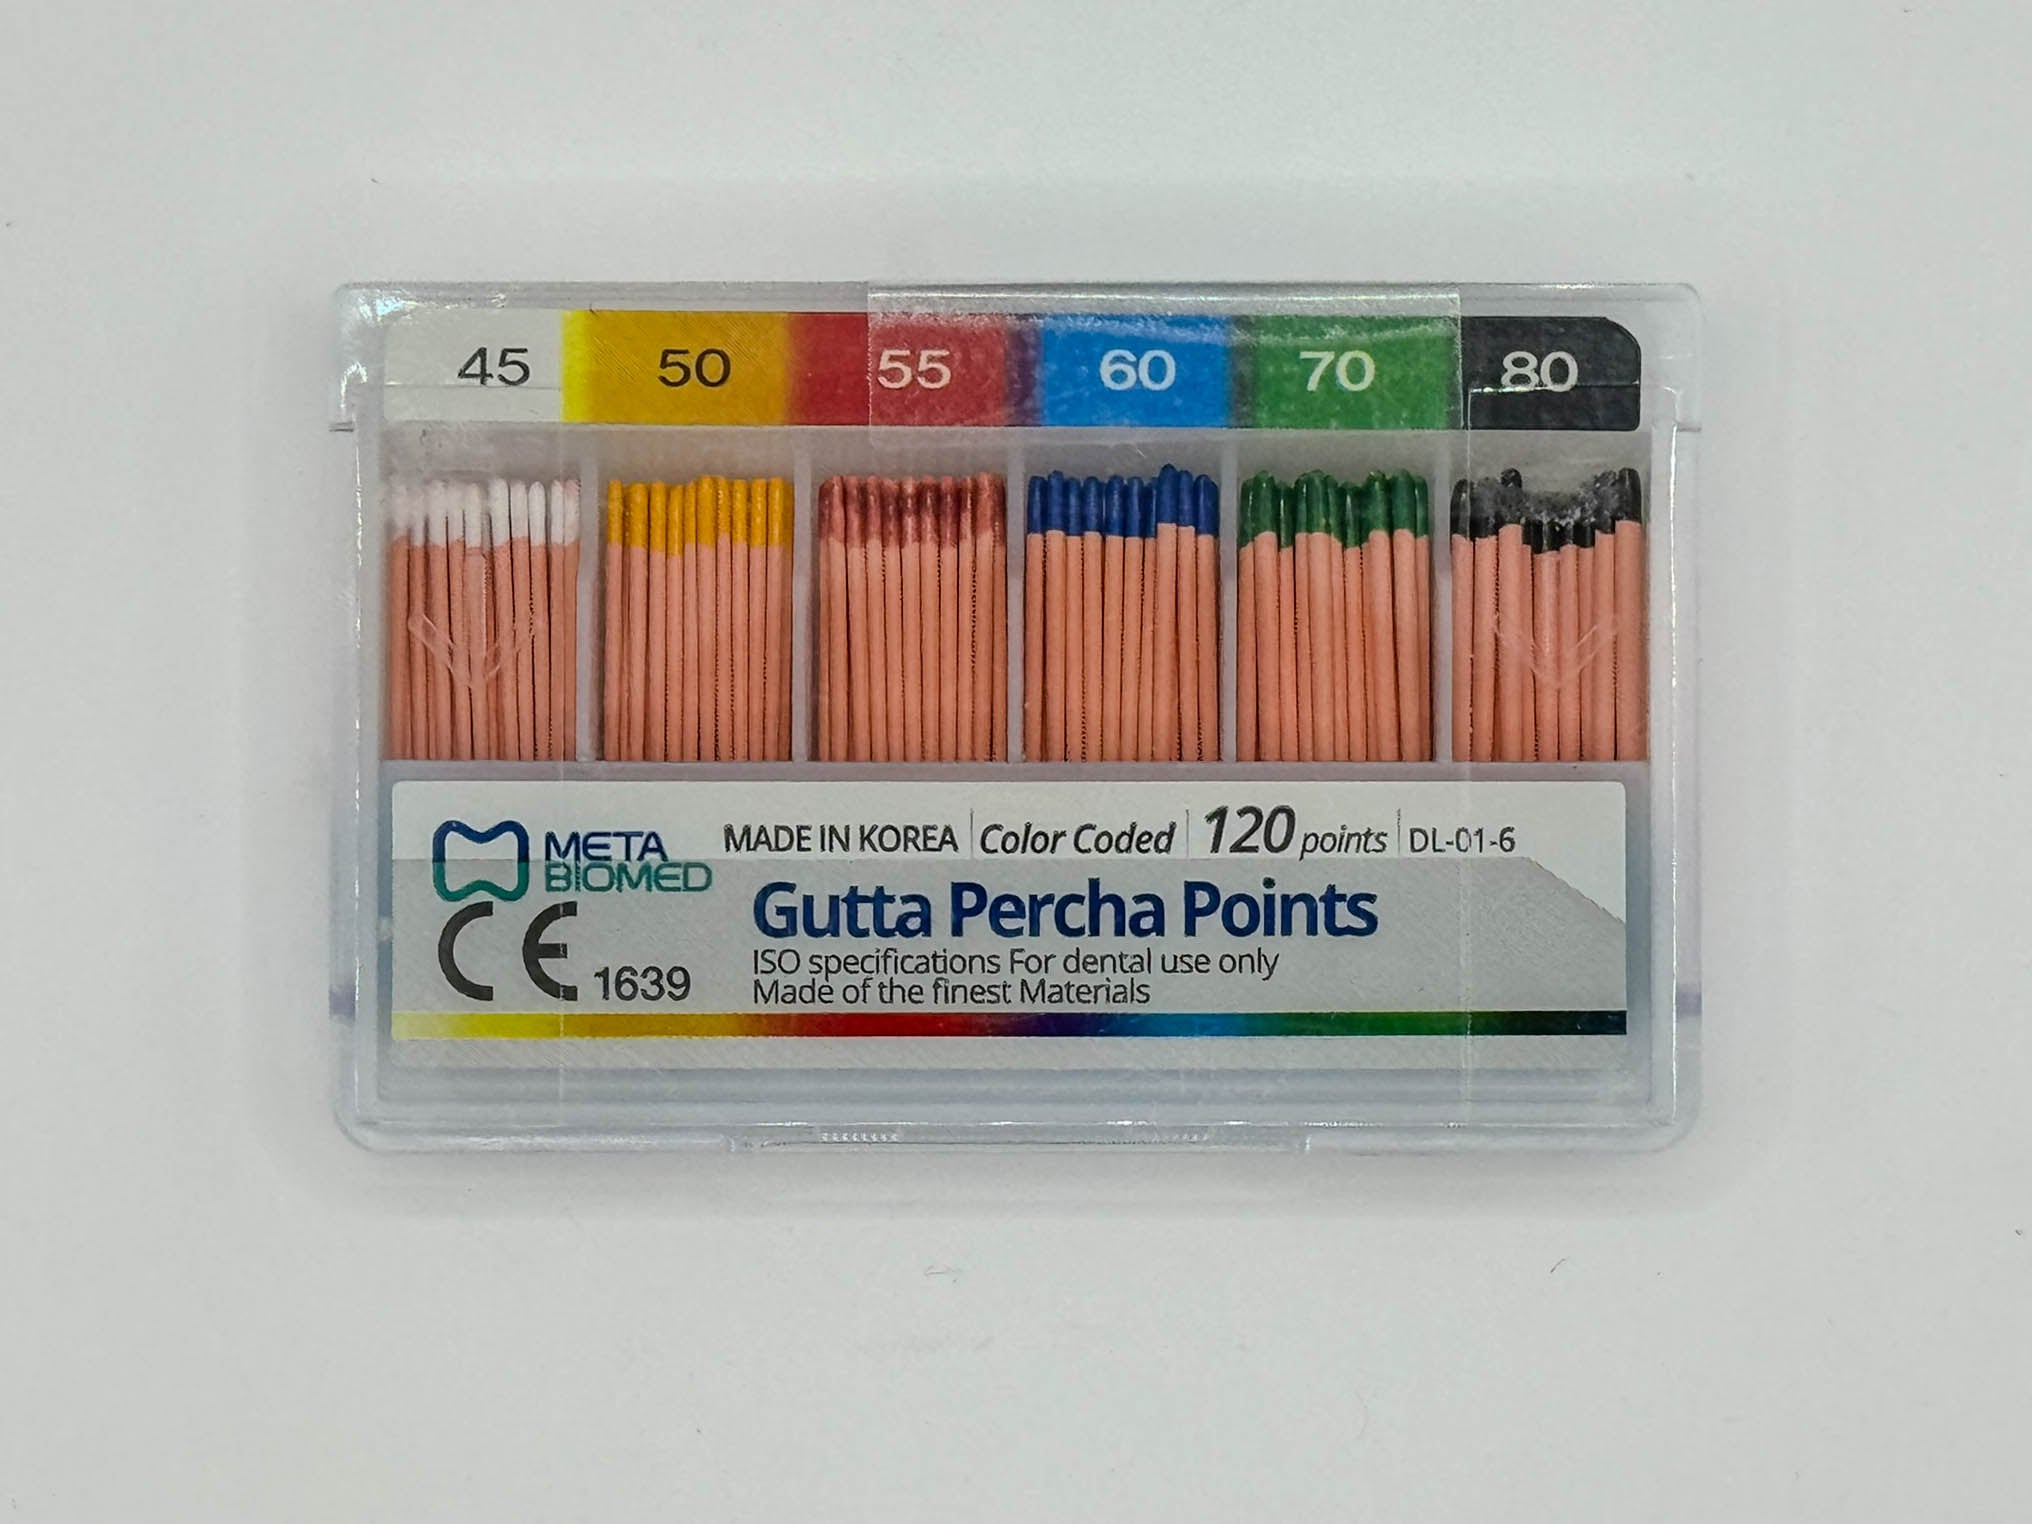 45 50 55 60 70 80
META
BIOMED
MADE IN KOREA Color Coded 120 points DL-01-6
Gutta Percha Points
CE 1639
ISO specifications For dental use only
Made of the finest Materials